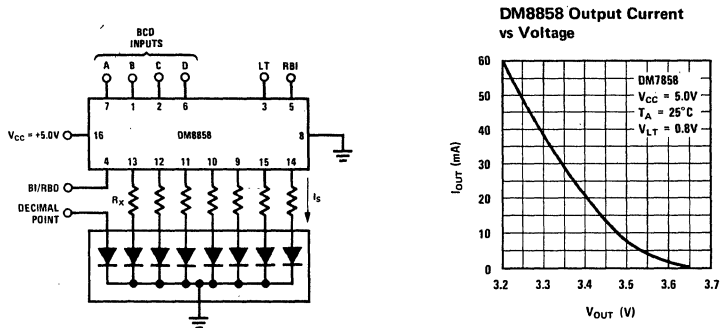 BCD
INPUTS
A B C D LT RBI
7 1 2 6 3 5
VCC = +5.0V 16 DM8858 8
4 13 12 11 10 9 15 14
BI/RBO
RX
IS
DECIMAL
POINT
DM8858 Output Current
vs Voltage
DM7858
VCC = 5.0V
TA = 25°C
VLT = 0.8V
IOUT (mA)
60
50
40
30
20
10
0
3.2 3.3 3.4 3.5 3.6 3.7
VOUT (V)